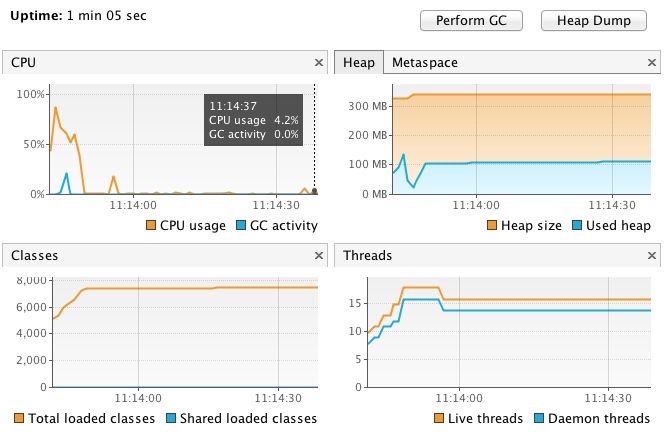 Uptime: 1 min 05 sec
Perform GC
Heap Dump
CPU
×
100%
50%
0%
11:14:37
CPU usage 4.2%
GC activity 0.0%
11:14:00
11:14:30
CPU usage
GC activity
Heap
Metaspace
×
300 MB
200 MB
100 MB
0 MB
11:14:00
11:14:30
Heap size
Used heap
Classes
×
8,000
6,000
4,000
2,000
0
11:14:00
11:14:30
Total loaded classes
Shared loaded classes
Threads
×
15
10
5
0
11:14:00
11:14:30
Live threads
Daemon threads